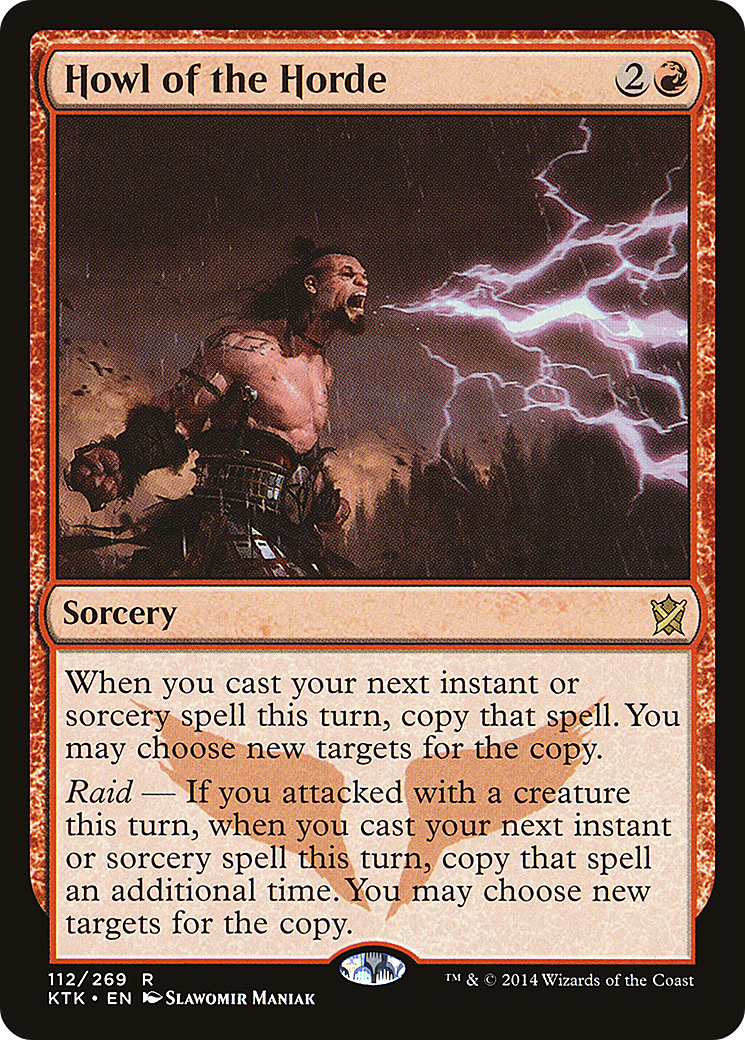 Howl of the Horde 2
Sorcery
When you cast your next instant or
sorcery spell this turn, copy that spell. You
may choose new targets for the copy.
Raid — If you attacked with a creature
this turn, when you cast your next instant
or sorcery spell this turn, copy that spell
an additional time. You may choose new
targets for the copy.
112/269 R
KTK • EN Slawomir Maniak
™ & © 2014 Wizards of the Coast